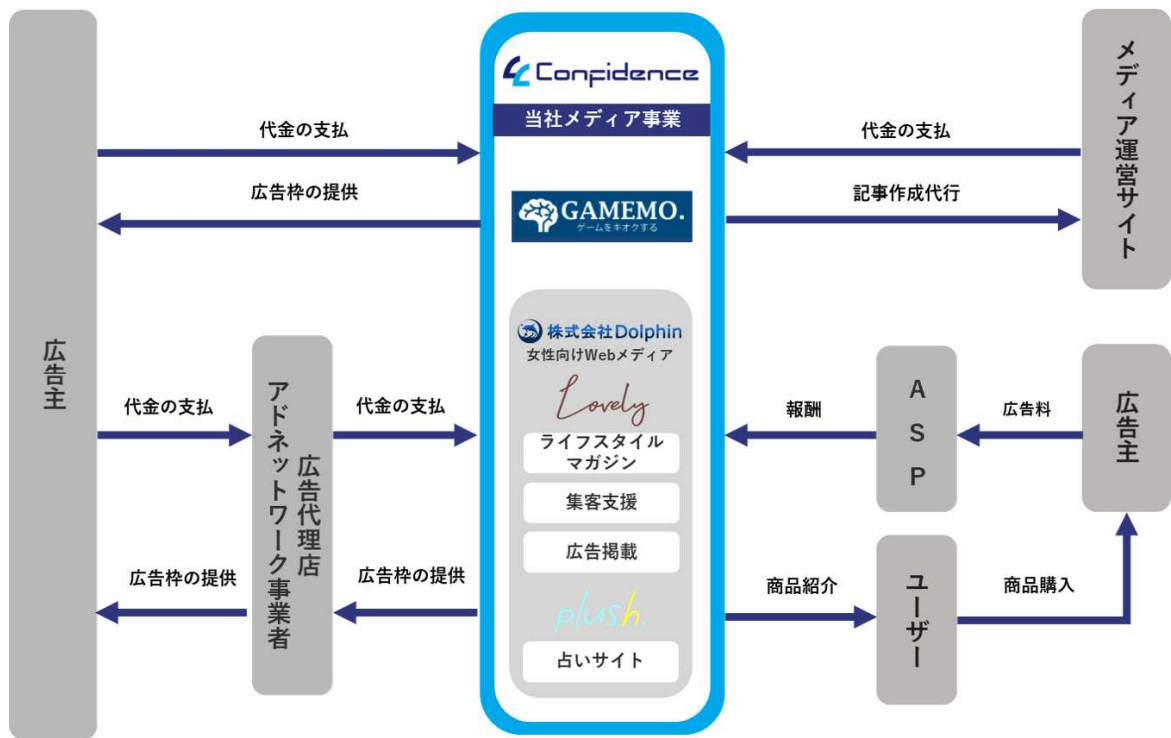 Confidence
当社メディア事業
広告主
代金の支払
広告枠の提供
GAMEMO.
ゲームをキオクする
代金の支払
記事作成代行
メディア運営サイト
株式会社Dolphin
女性向けWebメディア
Lovely
ライフスタイル
マガジン
集客支援
広告掲載
plush.
占いサイト
代金の支払
広告代理店
アドネットワーク事業者
代金の支払
広告枠の提供
広告枠の提供
報酬
ASP
広告料
広告主
商品紹介
ユーザー
商品購入